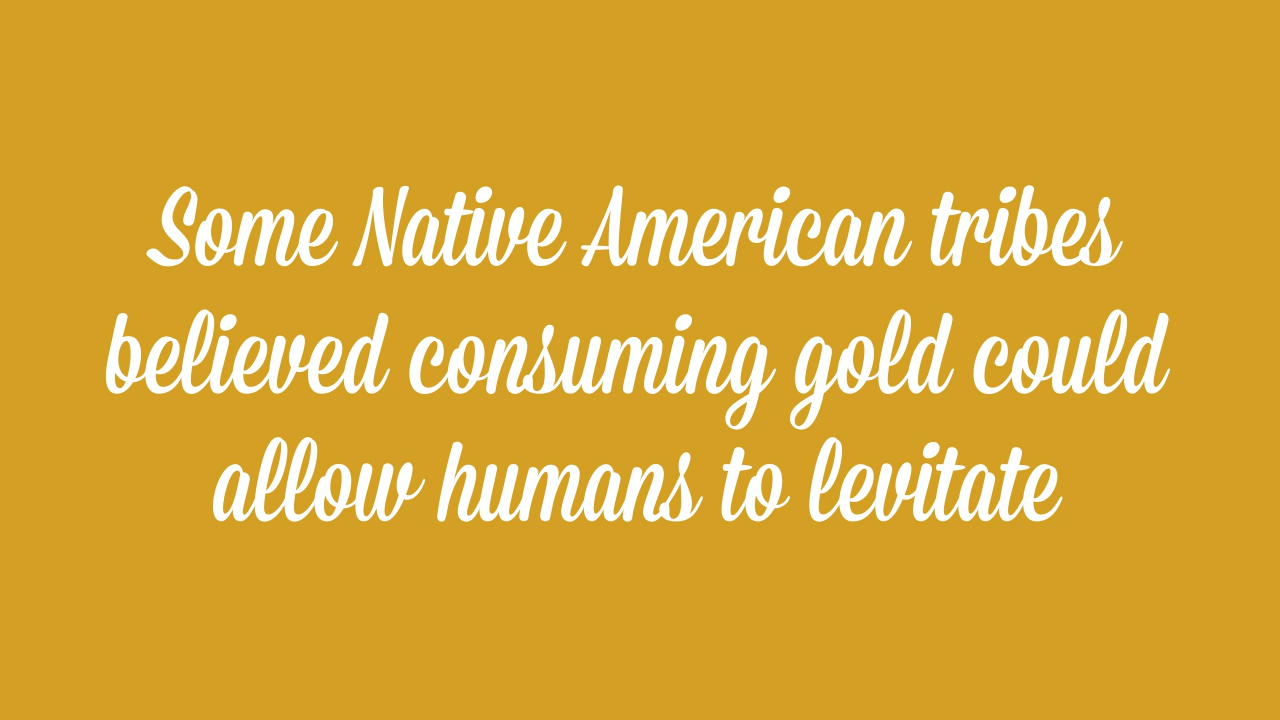 Some Native American tribes
believed consuming gold could
allow humans to levitate